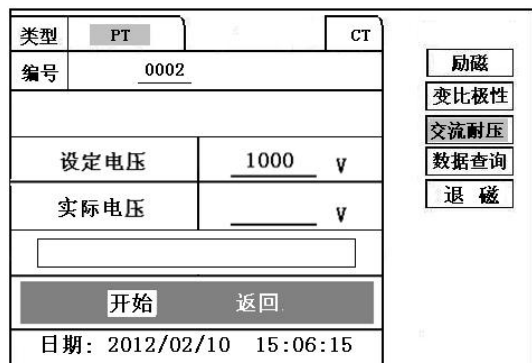 类型 PT CT
编号 0002
设定电压 1000 V
实际电压 V
开始 返回
日期: 2012/02/10 15:06:15
励磁
变比极性
交流耐压
数据查询
退 磁